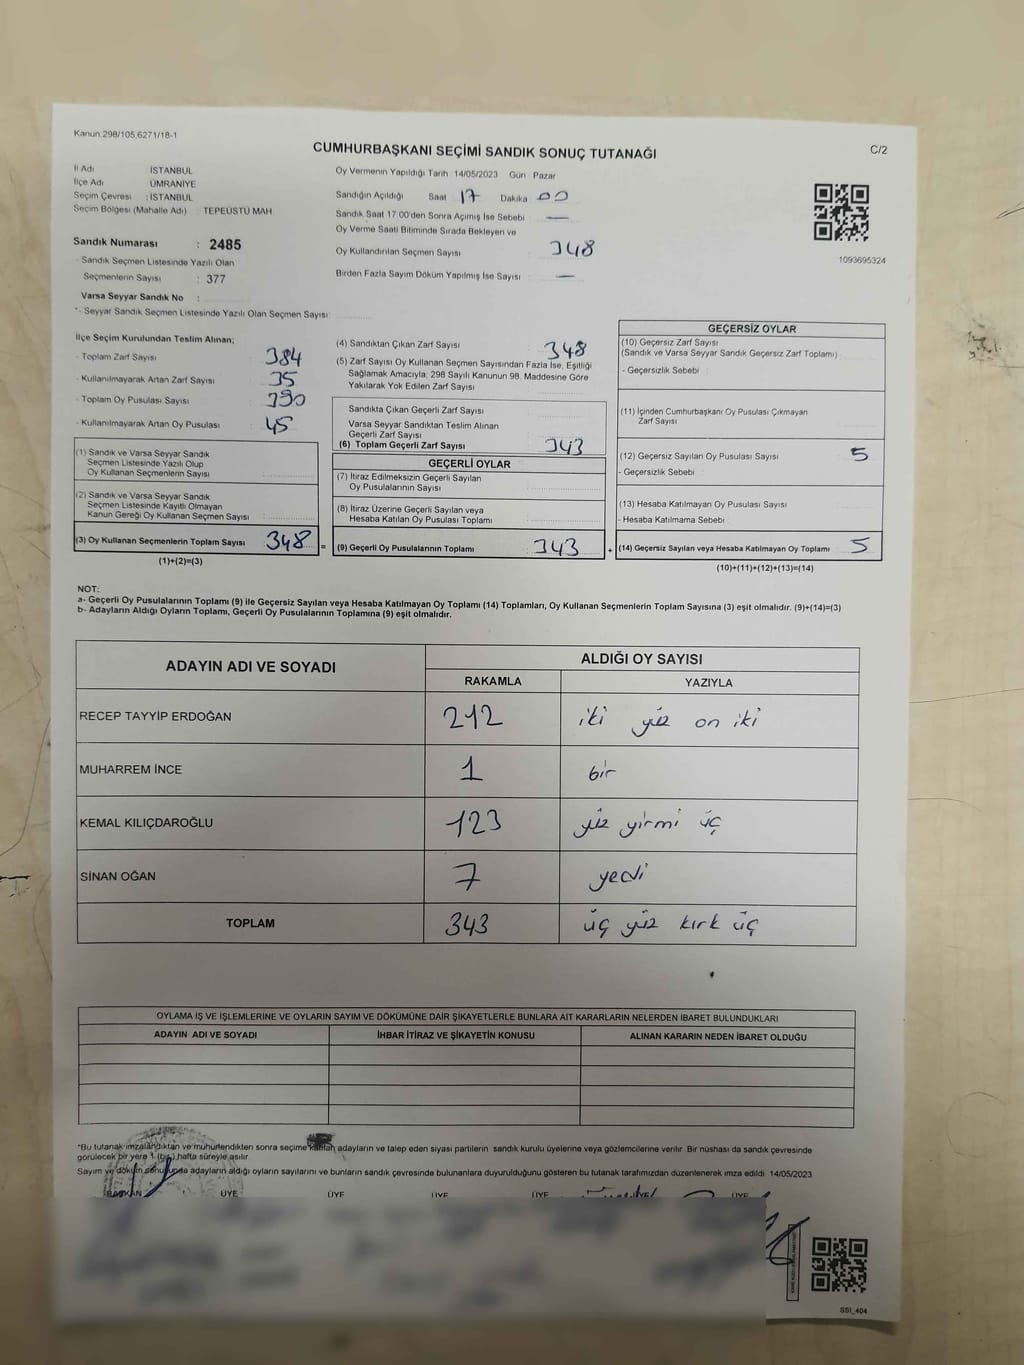 Kanun.298/105,6271/18-1
CUMHURBAŞKANI SEÇİMİ SANDIK SONUÇ TUTANAĞI
C/2
İl Adı İSTANBUL
İlçe Adı ÜMRANİYE
Seçim Çevresi : İSTANBUL
Seçim Bölgesi (Mahalle Adı) TEPEÜSTÜ MAH
Sandık Numarası : 2485
Sandık Seçmen Listesinde Yazılı Olan
Seçmenlerin Sayısı : 377
Varsa Seyyar Sandık No :
*- Seyyar Sandık Seçmen Listesinde Yazılı Olan Seçmen Sayısı
Oy Vermenin Yapıldığı Tarih 14/05/2023 Gün Pazar
Sandığın Açıldığı Saat 17 Dakika 00
Sandık Saat 17:00'den Sonra Açılmış İse Sebebi —
Oy Verme Saati Bitiminde Sırada Bekleyen ve
Oy Kullandırılan Seçmen Sayısı 348
Birden Fazla Sayım Döküm Yapılmış İse Sayısı —
1093695324
İlçe Seçim Kurulundan Teslim Alınan;
- Toplam Zarf Sayısı 384
- Kullanılmayarak Artan Zarf Sayısı 35
- Toplam Oy Pusulası Sayısı 390
- Kullanılmayarak Artan Oy Pusulası 45
(1) Sandık ve Varsa Seyyar Sandık
Seçmen Listesinde Yazılı Olup
Oy Kullanan Seçmenlerin Sayısı
(2) Sandık ve Varsa Seyyar Sandık
Seçmen Listesinde Kayıtlı Olmayan
Kanun Gereği Oy Kullanan Seçmen Sayısı
(3) Oy Kullanan Seçmenlerin Toplam Sayısı 348 =
(1)+(2)=(3)
(4) Sandıktan Çıkan Zarf Sayısı 348
(5) Zarf Sayısı Oy Kullanan Seçmen Sayısından Fazla İse, Eşitliği
Sağlamak Amacıyla, 298 Sayılı Kanunun 98. Maddesine Göre
Yakılarak Yok Edilen Zarf Sayısı
Sandıkta Çıkan Geçerli Zarf Sayısı
Varsa Seyyar Sandıktan Teslim Alınan
Geçerli Zarf Sayısı
(6) Toplam Geçerli Zarf Sayısı 343
GEÇERLİ OYLAR
(7) İtiraz Edilmeksizin Geçerli Sayılan
Oy Pusulalarının Sayısı
(8) İtiraz Üzerine Geçerli Sayılan veya
Hesaba Katılan Oy Pusulası Toplamı
(9) Geçerli Oy Pusulalarının Toplamı 343 +
GEÇERSİZ OYLAR
(10) Geçersiz Zarf Sayısı
(Sandık ve Varsa Seyyar Sandık Geçersiz Zarf Toplamı)
- Geçersizlik Sebebi
(11) İçinden Cumhurbaşkanı Oy Pusulası Çıkmayan
Zarf Sayısı
(12) Geçersiz Sayılan Oy Pusulası Sayısı 5
- Geçersizlik Sebebi
(13) Hesaba Katılmayan Oy Pusulası Sayısı
- Hesaba Katılmama Sebebi
(14) Geçersiz Sayılan veya Hesaba Katılmayan Oy Toplamı 5
(10)+(11)+(12)+(13)=(14)
NOT:
a- Geçerli Oy Pusulalarının Toplamı (9) ile Geçersiz Sayılan veya Hesaba Katılmayan Oy Toplamı (14) Toplamları, Oy Kullanan Seçmenlerin Toplam Sayısına (3) eşit olmalıdır. (9)+(14)=(3)
b- Adayların Aldığı Oyların Toplamı, Geçerli Oy Pusulalarının Toplamına (9) eşit olmalıdır.
ADAYIN ADI VE SOYADI ALDIĞI OY SAYISI
RAKAMLA YAZIYLA
RECEP TAYYİP ERDOĞAN 212 iki yüz on iki
MUHARREM İNCE 1 bir
KEMAL KILIÇDAROĞLU 123 yüz yirmi üç
SİNAN OĞAN 7 yedi
TOPLAM 343 üç yüz kırk üç
OYLAMA İŞ VE İŞLEMLERİNE VE OYLARIN SAYIM VE DÖKÜMÜNE DAİR ŞİKAYETLERLE BUNLARA AİT KARARLARIN NELERDEN İBARET BULUNDUKLARI
ADAYIN ADI VE SOYADI İHBAR İTİRAZ VE ŞİKAYETİN KONUSU ALINAN KARARIN NEDEN İBARET OLDUĞU
*Bu tutanak imzalandıktan ve mühürlendikten sonra seçime katılan adayların ve talep eden siyasi partilerin sandık kurulu üyelerine veya gözlemcilerine verilir. Bir nüshası da sandık çevresinde
görülecek bir yere 1 (bir) hafta süreyle asılır
Sayım ve döküm sonucunda adayların aldığı oyların sayılarını ve bunların sandık çevresinde bulunanlara duyurulduğunu gösteren bu tutanak tarafımızdan düzenlenerek imza edildi. 14/05/2023
BAŞKAN ÜYE ÜYE ÜYE ÜYE ÜYE
SSI_404